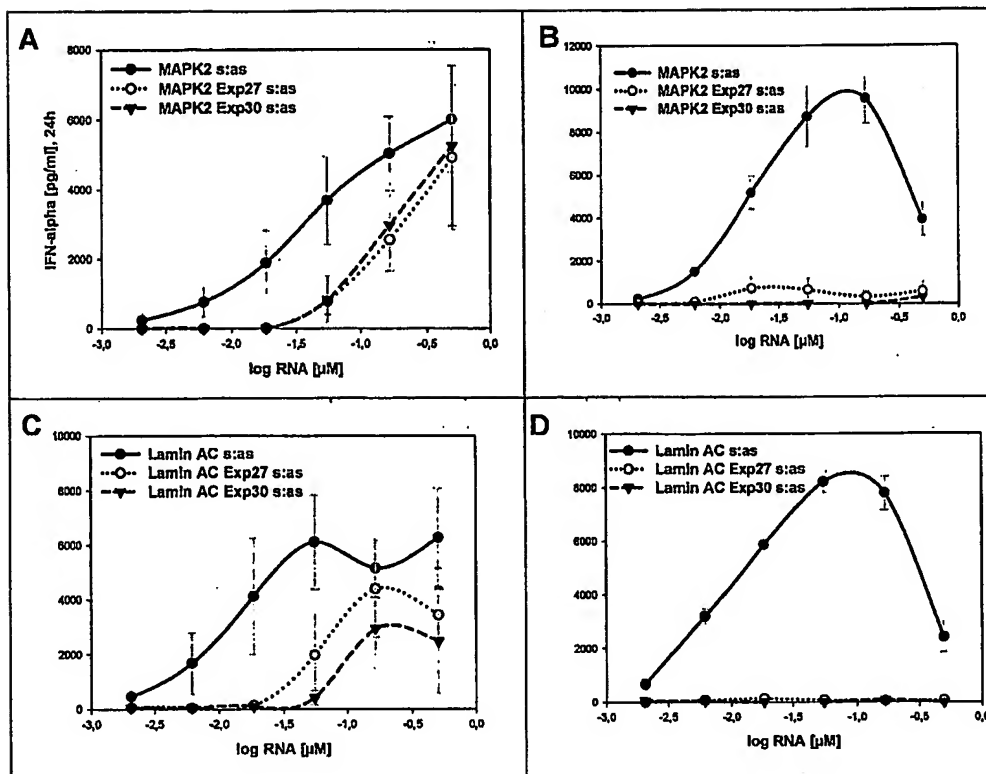 A
8000
6000
4000
2000
0
IFN-alpha [pg/ml], 24h
MAPK2 s:as
MAPK2 Exp27 s:as
MAPK2 Exp30 s:as
-3,0 -2,5 -2,0 -1,5 -1,0 -0,5 0,0
log RNA [µM]
B
12000
10000
8000
6000
4000
2000
0
MAPK2 s:as
MAPK2 Exp27 s:as
MAPK2 Exp30 s:as
-3,0 -2,5 -2,0 -1,5 -1,0 -0,5 0,0
log RNA [µM]
C
10000
8000
6000
4000
2000
0
Lamin AC s:as
Lamin AC Exp27 s:as
Lamin AC Exp30 s:as
-3,0 -2,5 -2,0 -1,5 -1,0 -0,5 0,0
log RNA [µM]
D
10000
8000
6000
4000
2000
0
Lamin AC s:as
Lamin AC Exp27 s:as
Lamin AC Exp30 s:as
-3,0 -2,5 -2,0 -1,5 -1,0 -0,5 0,0
log RNA [µM]